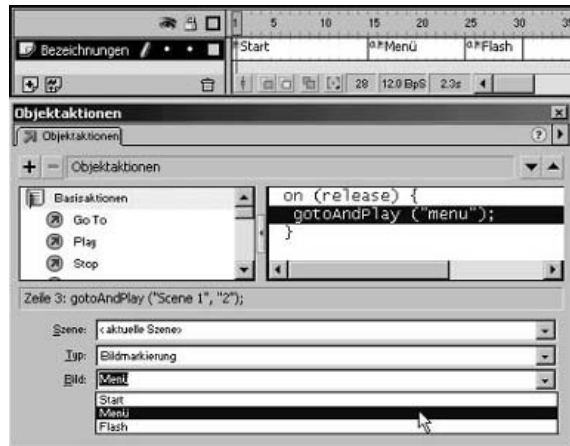 1 5 10 15 20 25 30 35
Bezeichnungen
Start Menü Flash
28 12.0 BpS 2.3s
Objektaktionen
Objektaktionen
Objektaktionen
Basisaktionen
Go To
Play
Stop
on (release) {
gotoAndPlay ("menu");
}
Zeile 3: gotoAndPlay ("Scene 1", "2");
Szene: <aktuelle Szene>
Typ: Bildmarkierung
Bild: Menü
Start
Menü
Flash